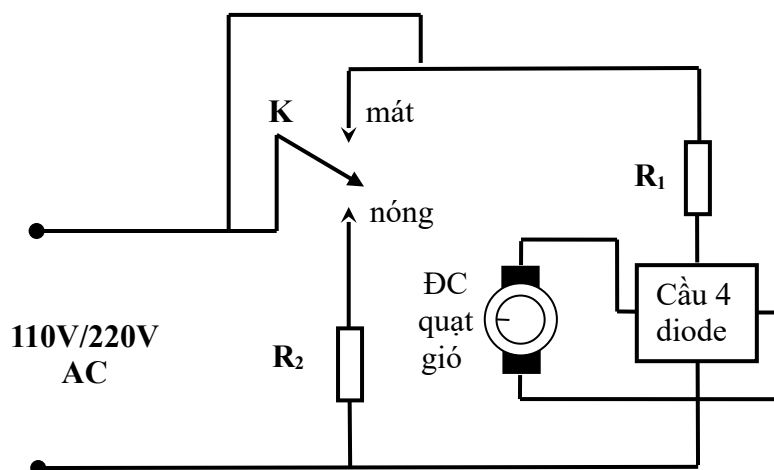 K
mát
R₁
nóng
ĐC
quạt
gió
Cầu 4
diode
110V/220V
AC
R₂